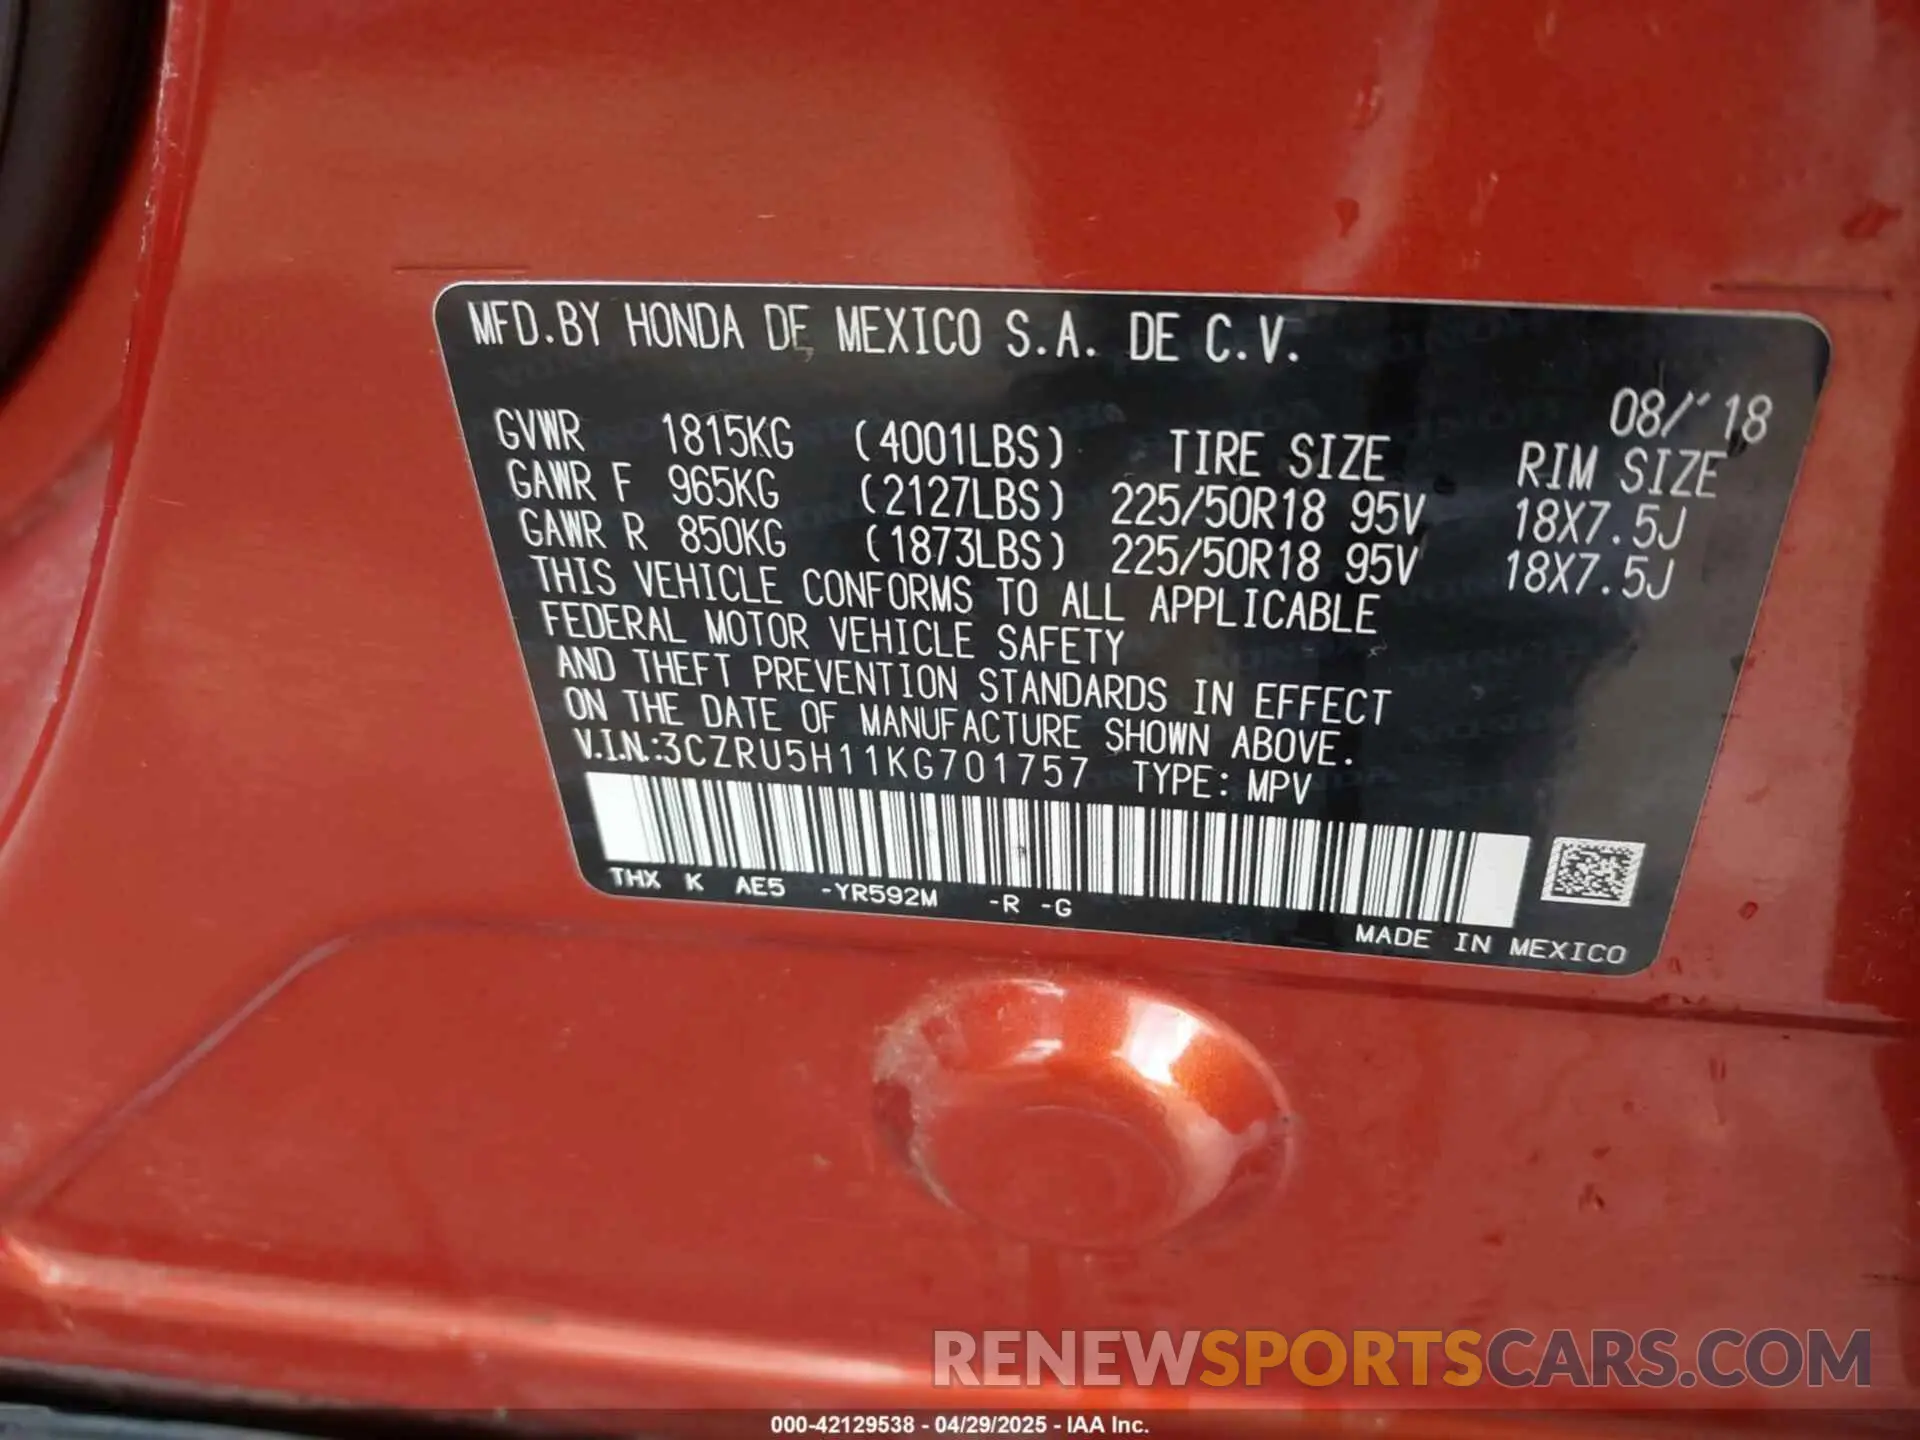 MFD.BY HONDA DE MEXICO S.A. DE C.V.
08/'18
GVWR 1815KG (4001LBS) TIRE SIZE RIM SIZE
GAWR F 965KG (2127LBS) 225/50R18 95V 18X7.5J
GAWR R 850KG (1873LBS) 225/50R18 95V 18X7.5J
THIS VEHICLE CONFORMS TO ALL APPLICABLE
FEDERAL MOTOR VEHICLE SAFETY
AND THEFT PREVENTION STANDARDS IN EFFECT
ON THE DATE OF MANUFACTURE SHOWN ABOVE.
V.I.N.:3CZRU5H11KG701757 TYPE: MPV
THX K AE5 -YR592M -R -G
MADE IN MEXICO
RENEWSPORTSCARS.COM
000-42129538 - 04/29/2025 - IAA Inc.